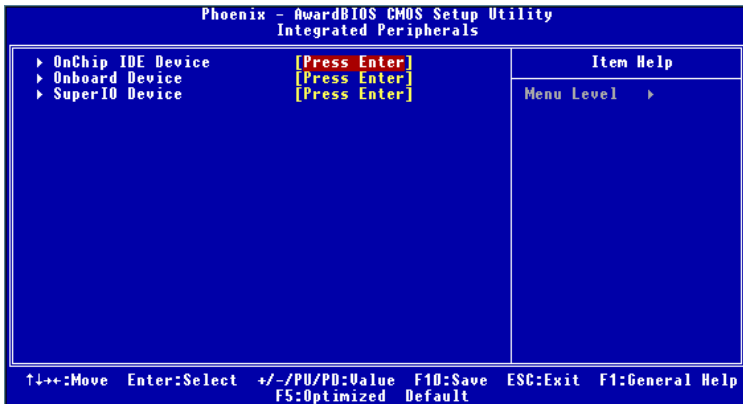 Phoenix - AwardBIOS CMOS Setup Utility
Integrated Peripherals
▸ OnChip IDE Device [Press Enter]
▸ Onboard Device [Press Enter]
▸ SuperIO Device [Press Enter]
Item Help
Menu Level ▸
↑↓→←:Move Enter:Select +/-/PU/PD:Value F10:Save ESC:Exit F1:General Help
F5:Optimized Default